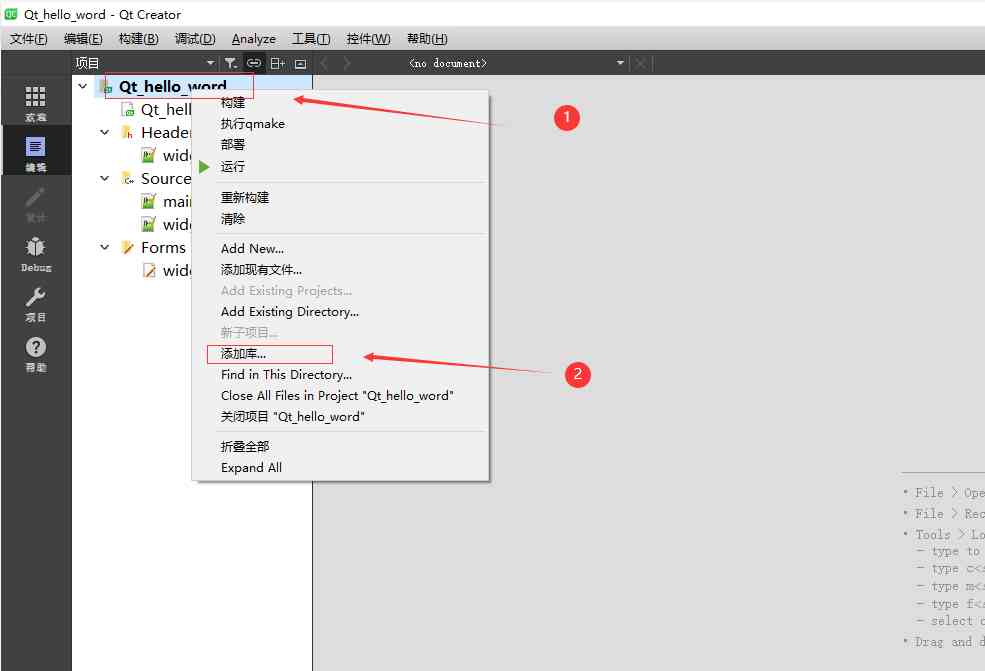 Qt_hello_word - Qt Creator
文件(F) 编辑(E) 构建(B) 调试(D) Analyze 工具(T) 控件(W) 帮助(H)
项目 <no document>
欢迎
编辑
设计
Debug
项目
帮助
Qt_hello_word
Qt_hell
Header
widg
Source
mai
widg
Forms
widg
构建
执行qmake
部署
运行
重新构建
清除
Add New...
添加现有文件...
Add Existing Projects...
Add Existing Directory...
新子项目...
添加库...
Find in This Directory...
Close All Files in Project "Qt_hello_word"
关闭项目 "Qt_hello_word"
折叠全部
Expand All
1
2
• File > Ope
• File > Rec
• Tools > Lo
- type to
- type c<
- type m<
- type f<
- select
• Drag and d